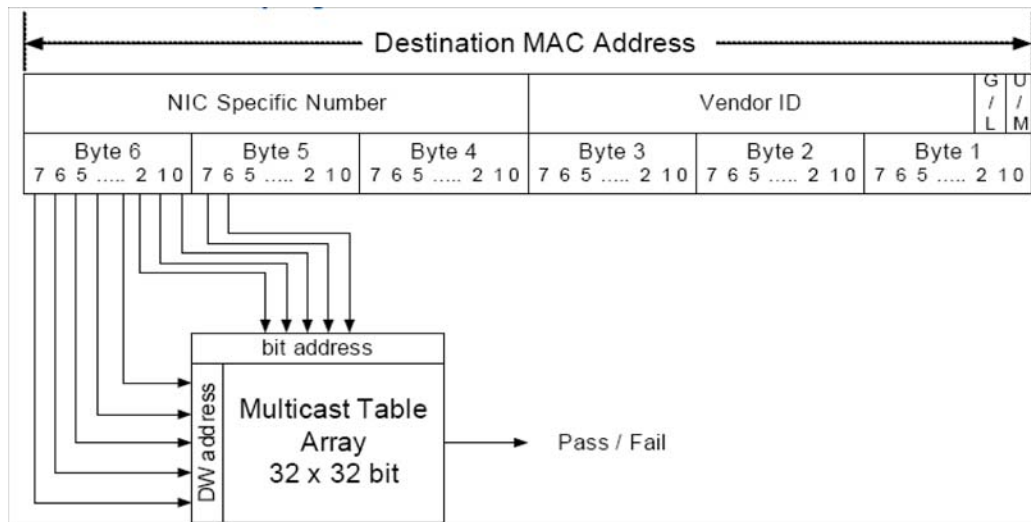 Destination MAC Address
NIC Specific Number
Vendor ID
G / L
U / M
Byte 6
Byte 5
Byte 4
Byte 3
Byte 2
Byte 1
7 6 5 ..... 2 1 0
7 6 5 ..... 2 1 0
7 6 5 ..... 2 1 0
7 6 5 ..... 2 1 0
7 6 5 ..... 2 1 0
7 6 5 ..... 2 1 0
bit address
DW address
Multicast Table
Array
32 x 32 bit
Pass / Fail